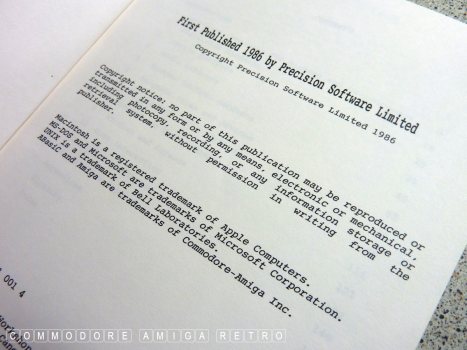 First Published 1986 by Precision Software Limited
Copyright Precision Software Limited 1986
Copyright notice; no part of this publication may be reproduced or
transmitted in any form or by any means, electronic or mechanical,
including photocopy, recording, or any information storage or
retrieval system, without permission in writing from the
publisher.
Macintosh is a registered trademark of Apple Computers.
MS-DOS and Microsoft are trademarks of Microsoft Corporation.
UNIX is a trademark of Bell Laboratories.
ABasiC and Amiga are trademarks of Commodore-Amiga Inc.
001 4
COMMODORE AMIGA RETRO